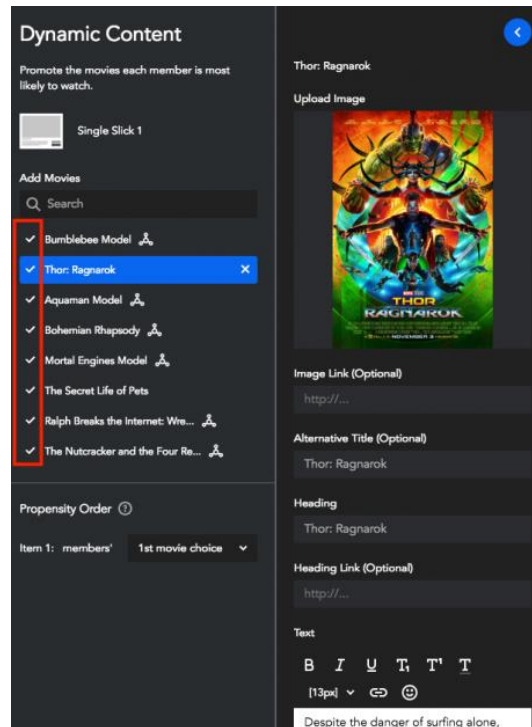 Dynamic Content
Promote the movies each member is most
likely to watch.
Single Slick 1
Add Movies
Search
Bumblebee Model
Thor: Ragnarok
Aquaman Model
Bohemian Rhapsody
Mortal Engines Model
The Secret Life of Pets
Ralph Breaks the Internet: Wre...
The Nutcracker and the Four Re...
Propensity Order
Item 1: members' 1st movie choice
Thor: Ragnarok
Upload Image
THOR
RAGNAROK
NOVEMBER 3
Image Link (Optional)
http://...
Alternative Title (Optional)
Thor: Ragnarok
Heading
Thor: Ragnarok
Heading Link (Optional)
http://...
Text
B I U T₁ T¹ T
[13px]
Despite the danger of surfing alone,